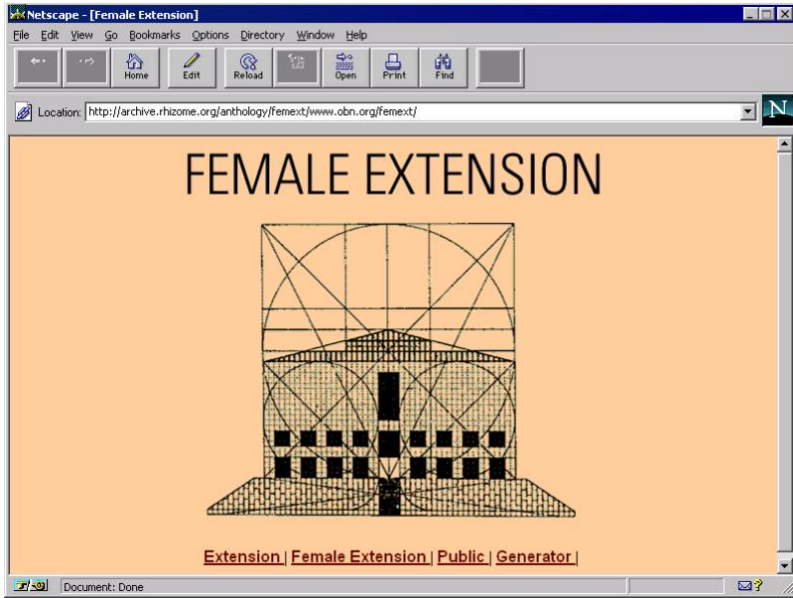 Netscape - [Female Extension]
File Edit View Go Bookmarks Options Directory Window Help
Home Edit Reload Open Print Find
Location: http://archive.rhizome.org/anthology/femext/www.obn.org/femext/
N
FEMALE EXTENSION
Extension | Female Extension | Public | Generator |
Document: Done